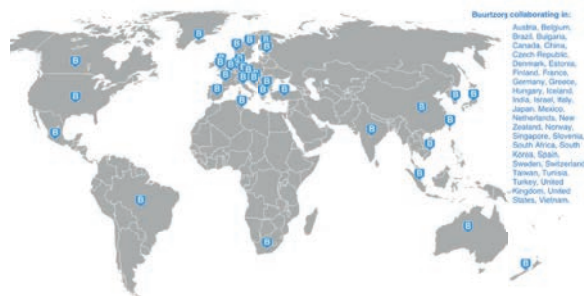 Buurtzorg collaborating in:
Austria, Belgium,
Brazil, Bulgaria,
Canada, China,
Czech Republic,
Denmark, Estonia,
Finland, France,
Germany, Greece,
Hungary, Iceland,
India, Israel, Italy,
Japan, Mexico,
Netherlands, New
Zealand, Norway,
Singapore, Slovenia,
South Africa, South
Korea, Spain,
Sweden, Switzerland
Taiwan, Tunisia,
Turkey, United
Kingdom, United
States, Vietnam.